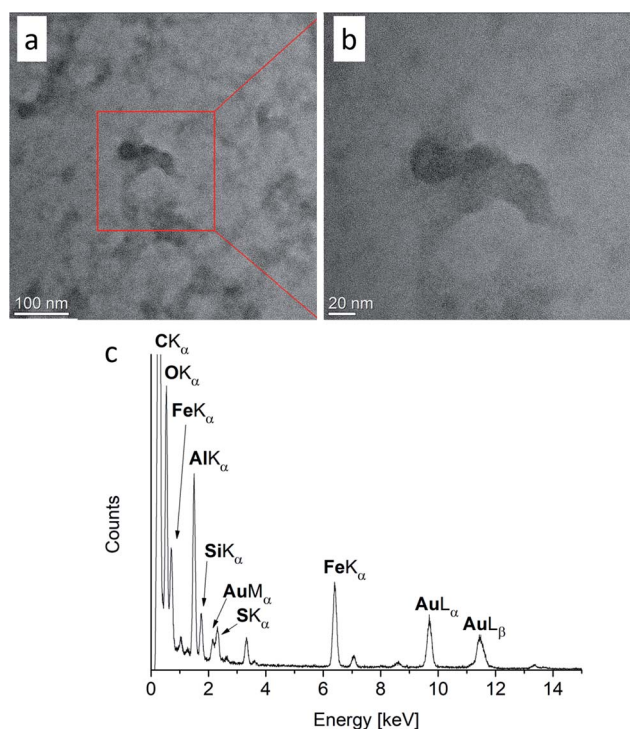 a
b
100 nm
20 nm
c
CKα
OKα
FeKα
AlKα
SiKα
AuMα
SKα
FeKα
AuLα
AuLβ
Counts
0 2 4 6 8 10 12 14
Energy [keV]